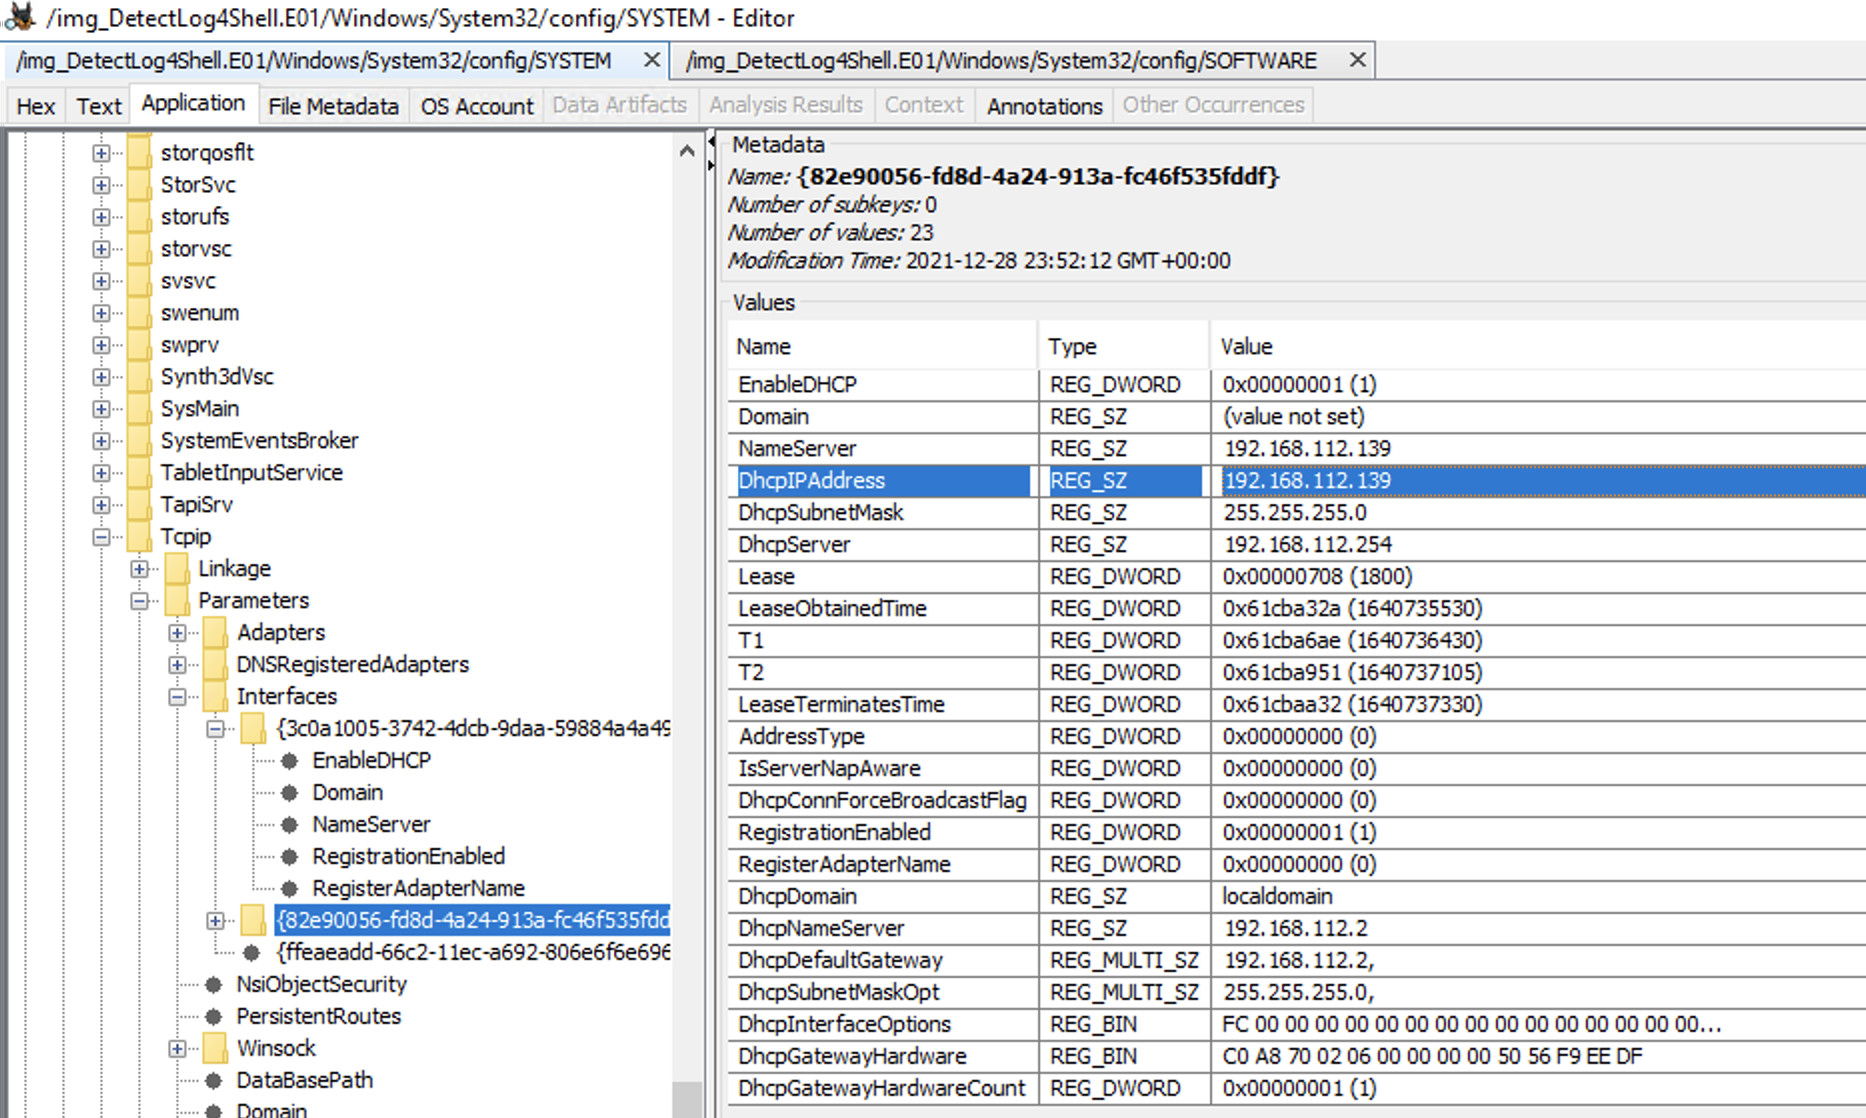 /img_DetectLog4Shell.E01/Windows/System32/config/SYSTEM - Editor
/img_DetectLog4Shell.E01/Windows/System32/config/SYSTEM
/img_DetectLog4Shell.E01/Windows/System32/config/SOFTWARE
Hex Text Application File Metadata OS Account Data Artifacts Analysis Results Context Annotations Other Occurrences
storqosflt
StorSvc
storufs
storvsc
svsvc
swenum
swprv
Synth3dVsc
SysMain
SystemEventsBroker
TabletInputService
TapiSrv
Tcpip
Linkage
Parameters
Adapters
DNSRegisteredAdapters
Interfaces
{3c0a1005-3742-4dcb-9daa-59884a4a49
EnableDHCP
Domain
NameServer
RegistrationEnabled
RegisterAdapterName
{82e90056-fd8d-4a24-913a-fc46f535fdd
{ffeaeadd-66c2-11ec-a692-806e6f6e696
NsiObjectSecurity
PersistentRoutes
Winsock
DataBasePath
Domain
Metadata
Name: {82e90056-fd8d-4a24-913a-fc46f535fddf}
Number of subkeys: 0
Number of values: 23
Modification Time: 2021-12-28 23:52:12 GMT+00:00
Values
Name Type Value
EnableDHCP REG_DWORD 0x00000001 (1)
Domain REG_SZ (value not set)
NameServer REG_SZ 192.168.112.139
DhcpIPAddress REG_SZ 192.168.112.139
DhcpSubnetMask REG_SZ 255.255.255.0
DhcpServer REG_SZ 192.168.112.254
Lease REG_DWORD 0x00000708 (1800)
LeaseObtainedTime REG_DWORD 0x61cba32a (1640735530)
T1 REG_DWORD 0x61cba6ae (1640736430)
T2 REG_DWORD 0x61cba951 (1640737105)
LeaseTerminatesTime REG_DWORD 0x61cbaa32 (1640737330)
AddressType REG_DWORD 0x00000000 (0)
IsServerNapAware REG_DWORD 0x00000000 (0)
DhcpConnForceBroadcastFlag REG_DWORD 0x00000000 (0)
RegistrationEnabled REG_DWORD 0x00000001 (1)
RegisterAdapterName REG_DWORD 0x00000000 (0)
DhcpDomain REG_SZ localdomain
DhcpNameServer REG_SZ 192.168.112.2
DhcpDefaultGateway REG_MULTI_SZ 192.168.112.2,
DhcpSubnetMaskOpt REG_MULTI_SZ 255.255.255.0,
DhcpInterfaceOptions REG_BIN FC 00 00 00 00 00 00 00 00 00 00 00 00 00 00 00...
DhcpGatewayHardware REG_BIN C0 A8 70 02 06 00 00 00 00 50 56 F9 EE DF
DhcpGatewayHardwareCount REG_DWORD 0x00000001 (1)